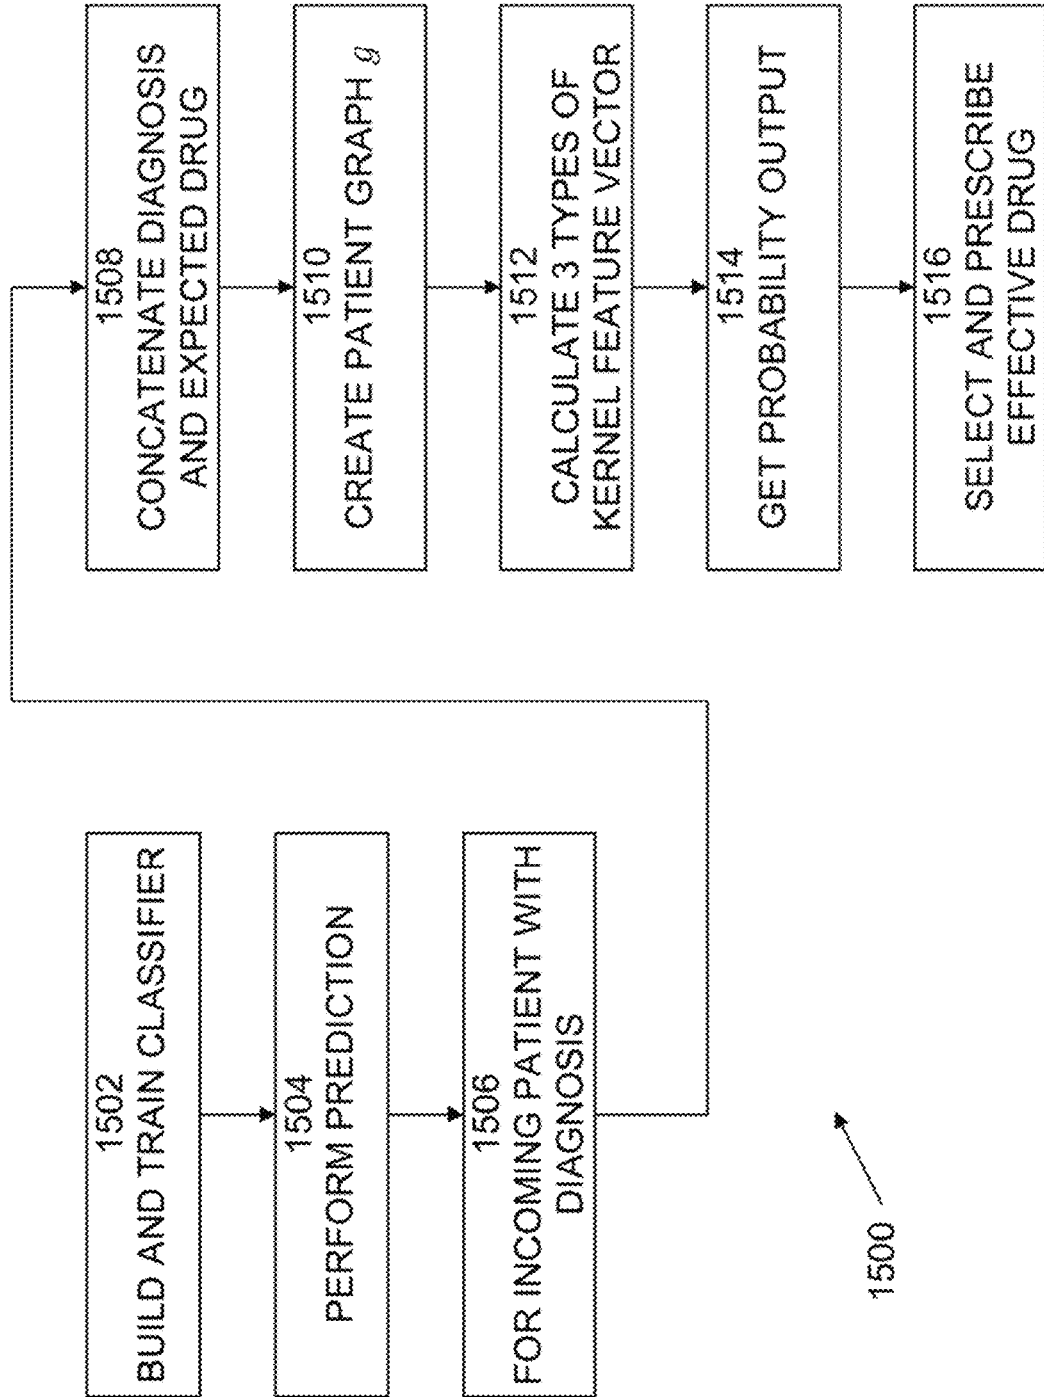 1502
BUILD AND TRAIN CLASSIFIER
1504
PERFORM PREDICTION
1506
FOR INCOMING PATIENT WITH
DIAGNOSIS
1508
CONCATENATE DIAGNOSIS
AND EXPECTED DRUG
1510
CREATE PATIENT GRAPH g
1512
CALCULATE 3 TYPES OF
KERNEL FEATURE VECTOR
1514
GET PROBABILITY OUTPUT
1516
SELECT AND PRESCRIBE
EFFECTIVE DRUG
1500